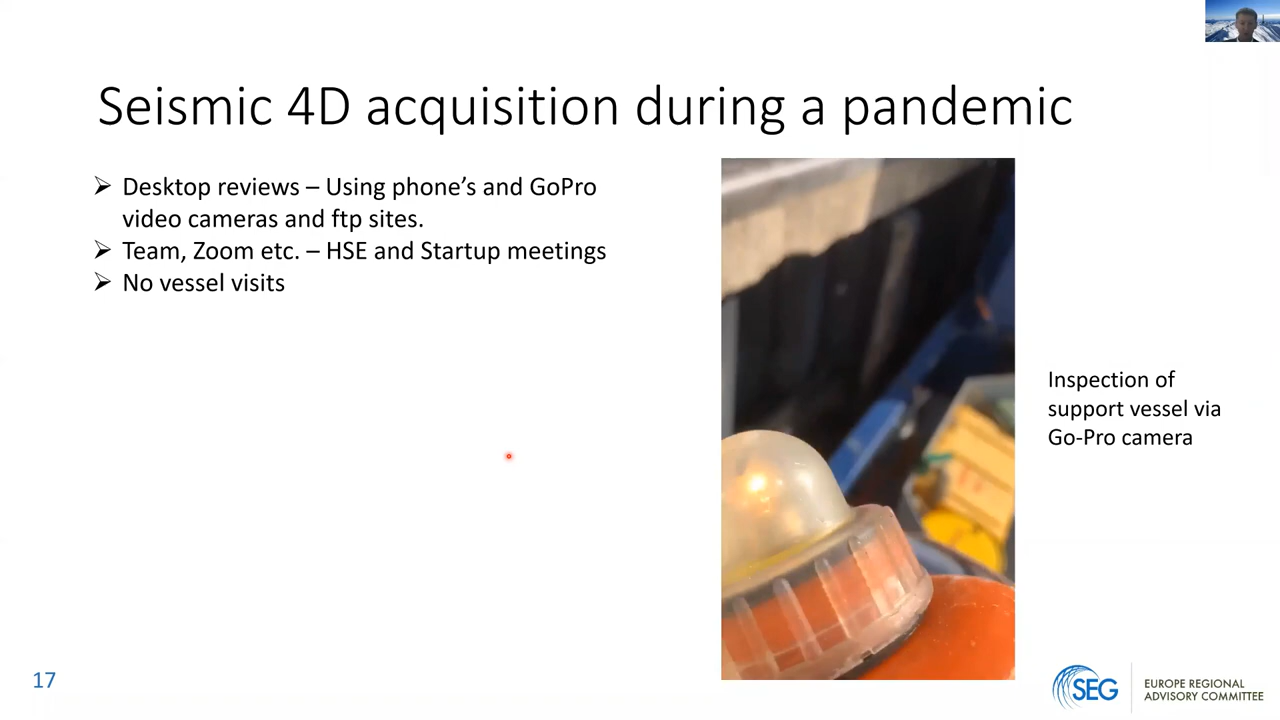 Seismic 4D acquisition during a pandemic
➢ Desktop reviews – Using phone’s and GoPro
video cameras and ftp sites.
➢ Team, Zoom etc. – HSE and Startup meetings
➢ No vessel visits
Inspection of
support vessel via
Go-Pro camera
17
SEG
EUROPE REGIONAL
ADVISORY COMMITTEE